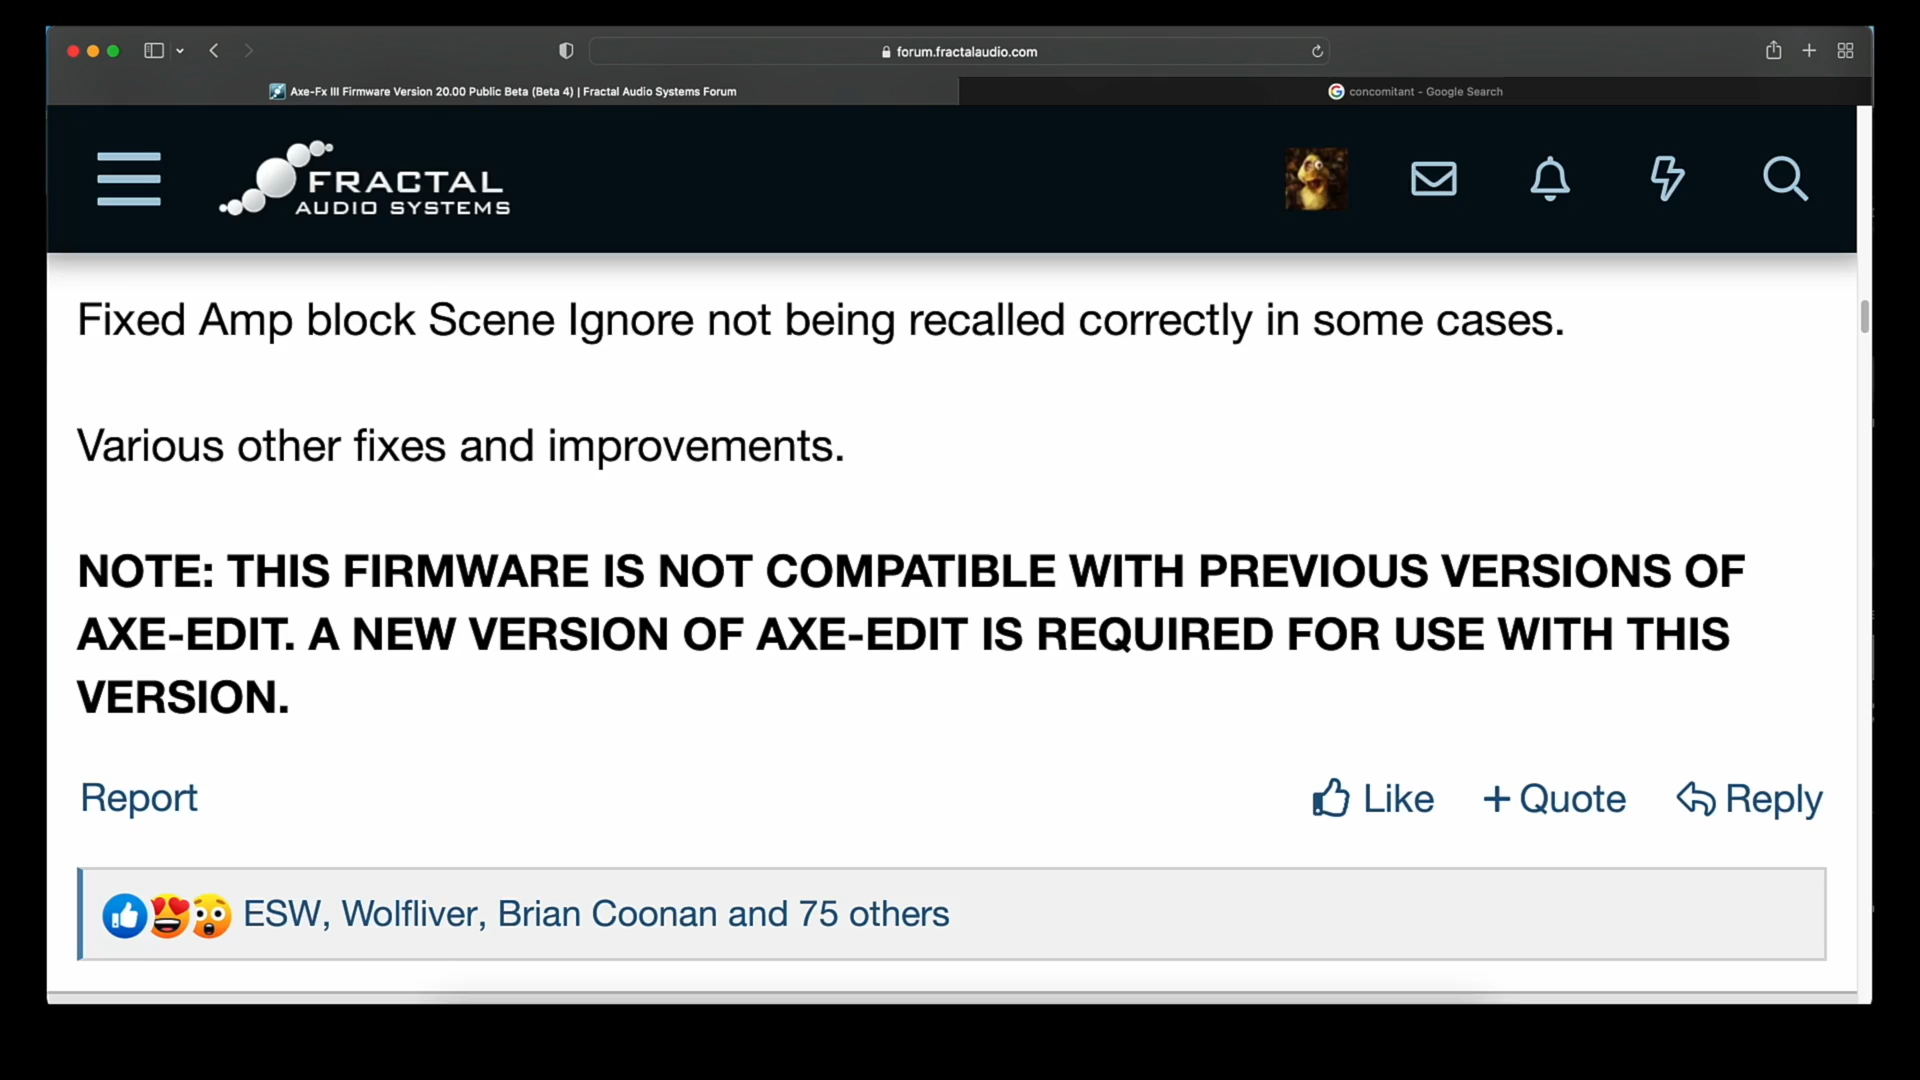 forum.fractalaudio.com
Axe-Fx III Firmware Version 20.00 Public Beta (Beta 4) | Fractal Audio Systems Forum
concomitant - Google Search
FRACTAL
AUDIO SYSTEMS
Fixed Amp block Scene Ignore not being recalled correctly in some cases.
Various other fixes and improvements.
NOTE: THIS FIRMWARE IS NOT COMPATIBLE WITH PREVIOUS VERSIONS OF
AXE-EDIT. A NEW VERSION OF AXE-EDIT IS REQUIRED FOR USE WITH THIS
VERSION.
Report
Like
+ Quote
Reply
ESW, Wolfliver, Brian Coonan and 75 others